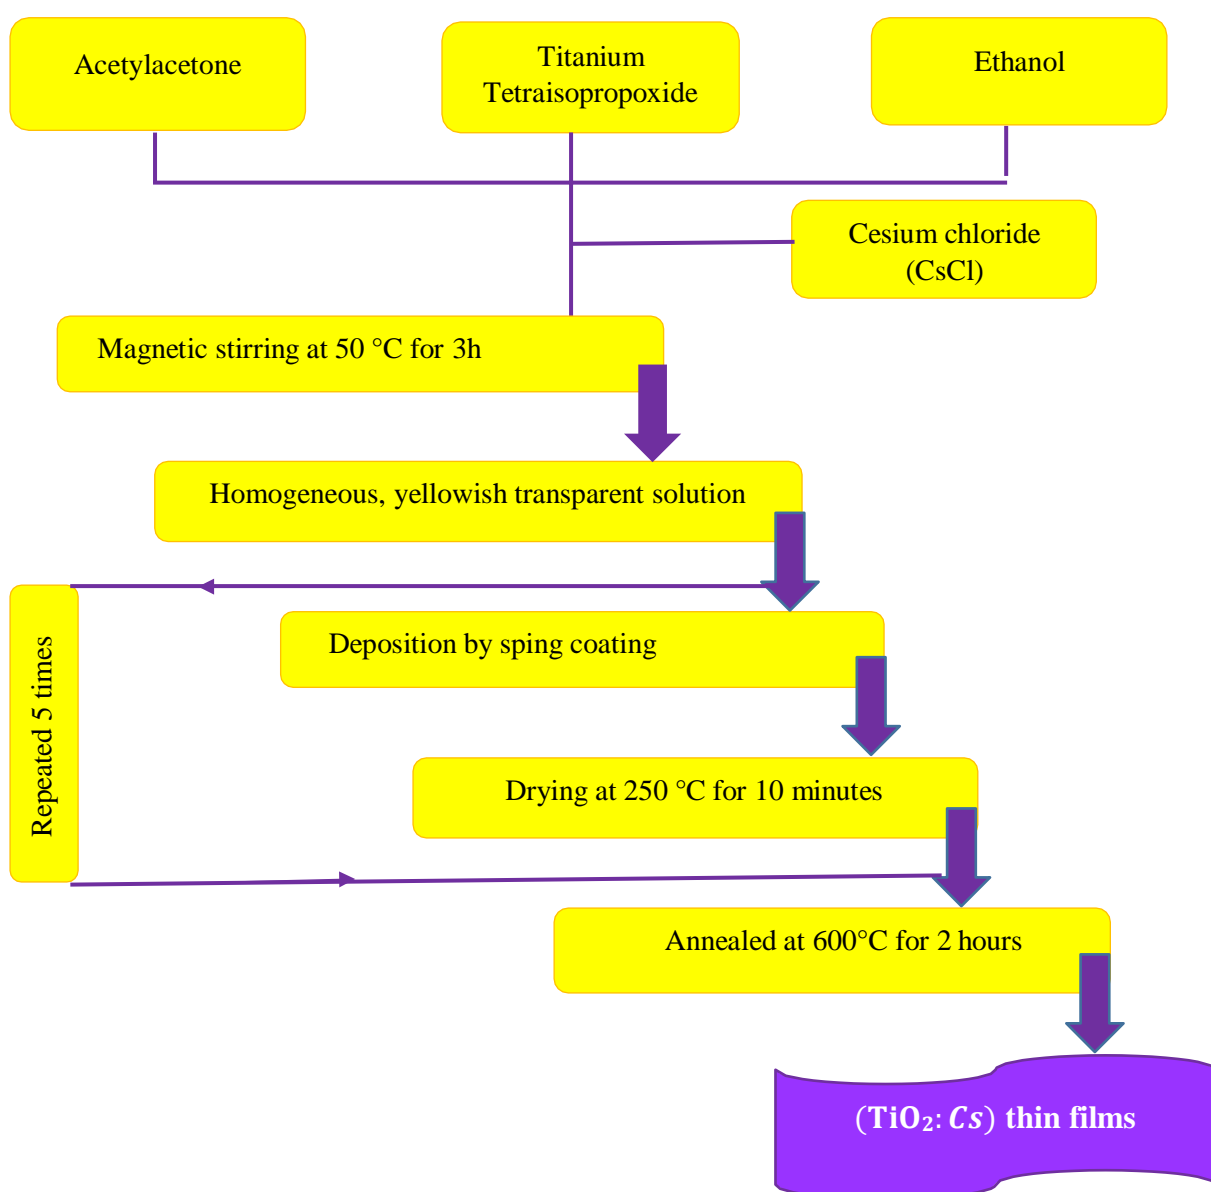 Acetylacetone
Titanium
Tetraisopropoxide
Ethanol
Cesium chloride
(CsCl)
Magnetic stirring at 50 °C for 3h
Homogeneous, yellowish transparent solution
Repeated 5 times
Deposition by sping coating
Drying at 250 °C for 10 minutes
Annealed at 600°C for 2 hours
(TiO₂: Cs) thin films